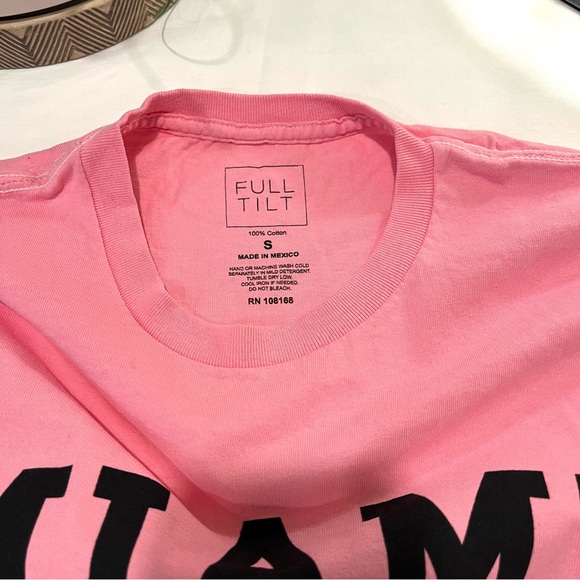 FULL
TILT
100% Cotton
S
MADE IN MEXICO
HAND OR MACHINE WASH COLD
SEPARATELY IN MILD DETERGENT.
TUMBLE DRY LOW.
COOL IRON IF NEEDED.
DO NOT BLEACH.
RN 108168
MIAMI